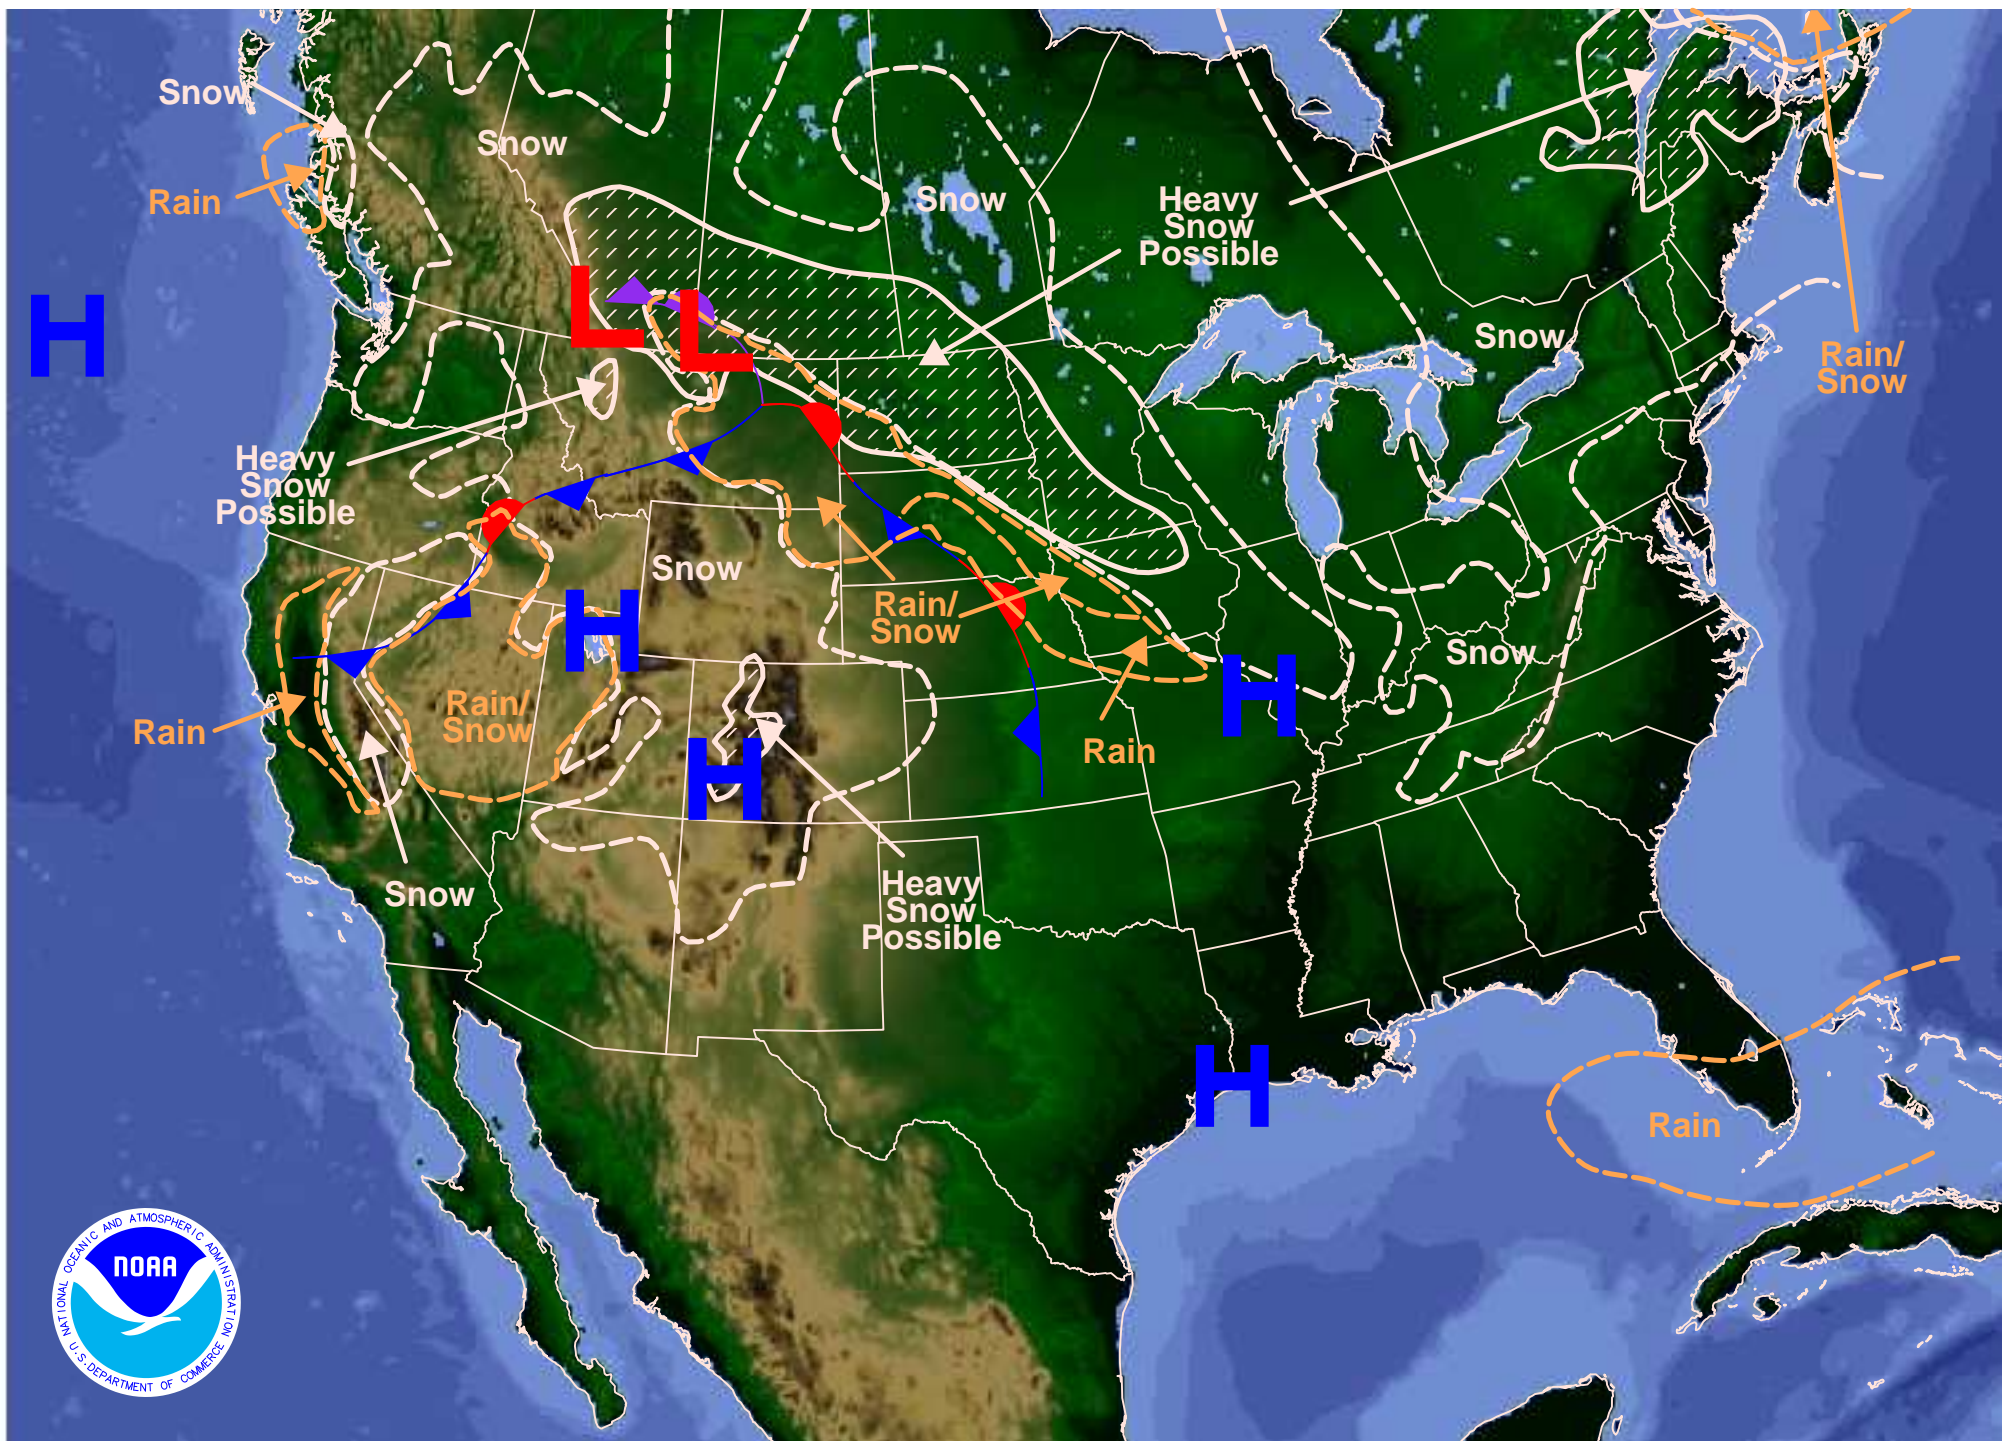 Snow
Snow
Rain
Snow
Heavy
Snow
Possible
H
L
L
Snow
Rain/
Snow
Heavy
Snow
Possible
Snow
Rain/
Snow
H
Snow
H
Rain/
Snow
Rain
Rain
H
H
Snow
Heavy
Snow
Possible
H
Rain
NATIONAL OCEANIC AND ATMOSPHERIC ADMINISTRATION
NOAA
U.S. DEPARTMENT OF COMMERCE